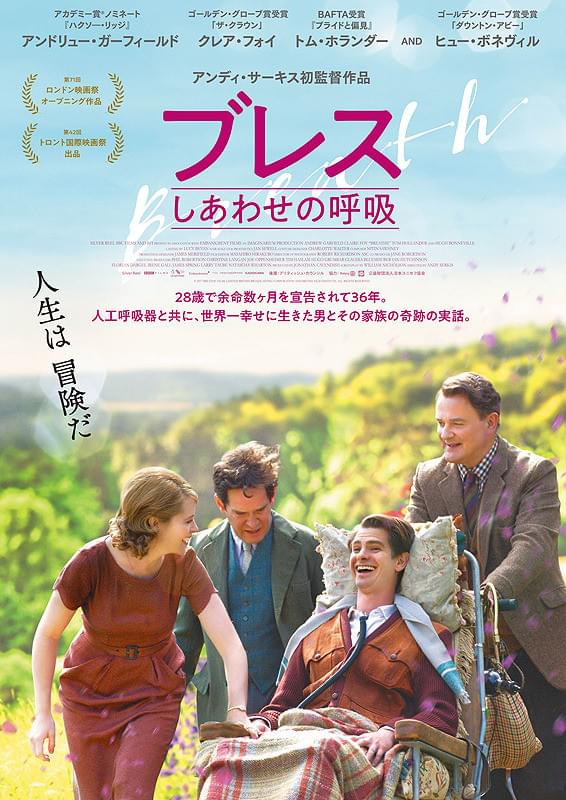 アカデミー賞®ノミネート
『ハクソー・リッジ』
アンドリュー・ガーフィールド
ゴールデン・グローブ賞受賞
「ザ・クラウン」
クレア・フォイ
BAFTA受賞
『プライドと偏見』
トム・ホランダー
AND
ゴールデン・グローブ賞受賞
「ダウントン・アビー」
ヒュー・ボネヴィル
アンディ・サーキス初監督作品
第71回
ロンドン映画祭
オープニング作品
第42回
トロント国際映画祭
出品
Breath
ブレス
しあわせの呼吸
28歳で余命数ヶ月を宣告されて36年。
人工呼吸器と共に、世界一幸せに生きた男とその家族の奇跡の実話。
人生は 冒険だ